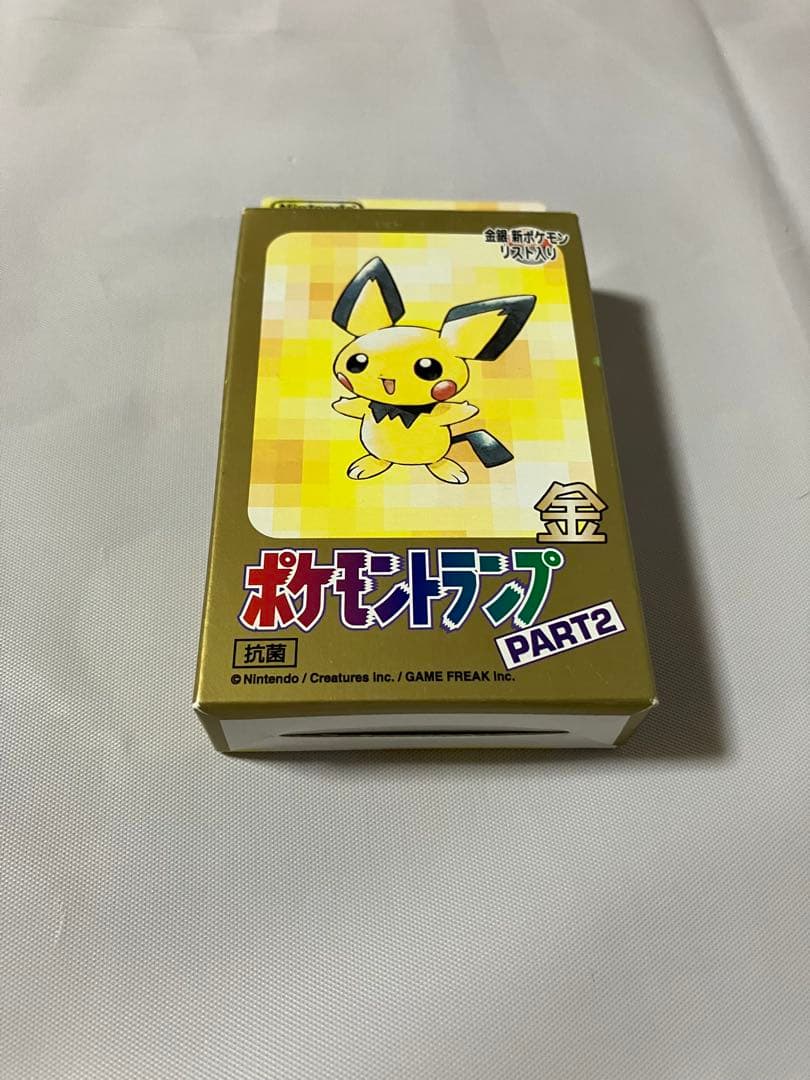 Nintendo
金銀 新ポケモン
リスト入り
金
ポケモントランプ
PART2
抗菌
© Nintendo / Creatures inc. / GAME FREAK inc.